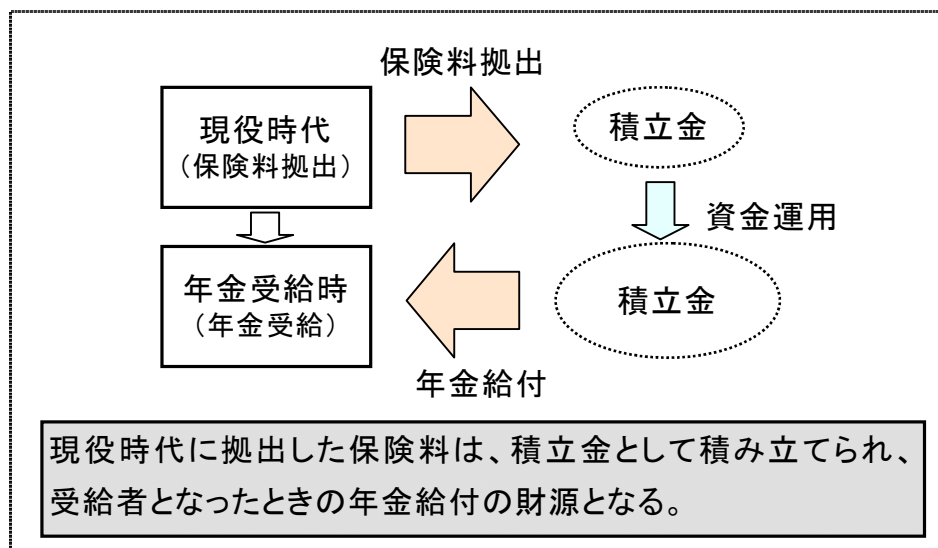 保険料拠出
現役時代
（保険料拠出）
積立金
資金運用
年金受給時
（年金受給）
積立金
年金給付
現役時代に拠出した保険料は、積立金として積み立てられ、
受給者となったときの年金給付の財源となる。